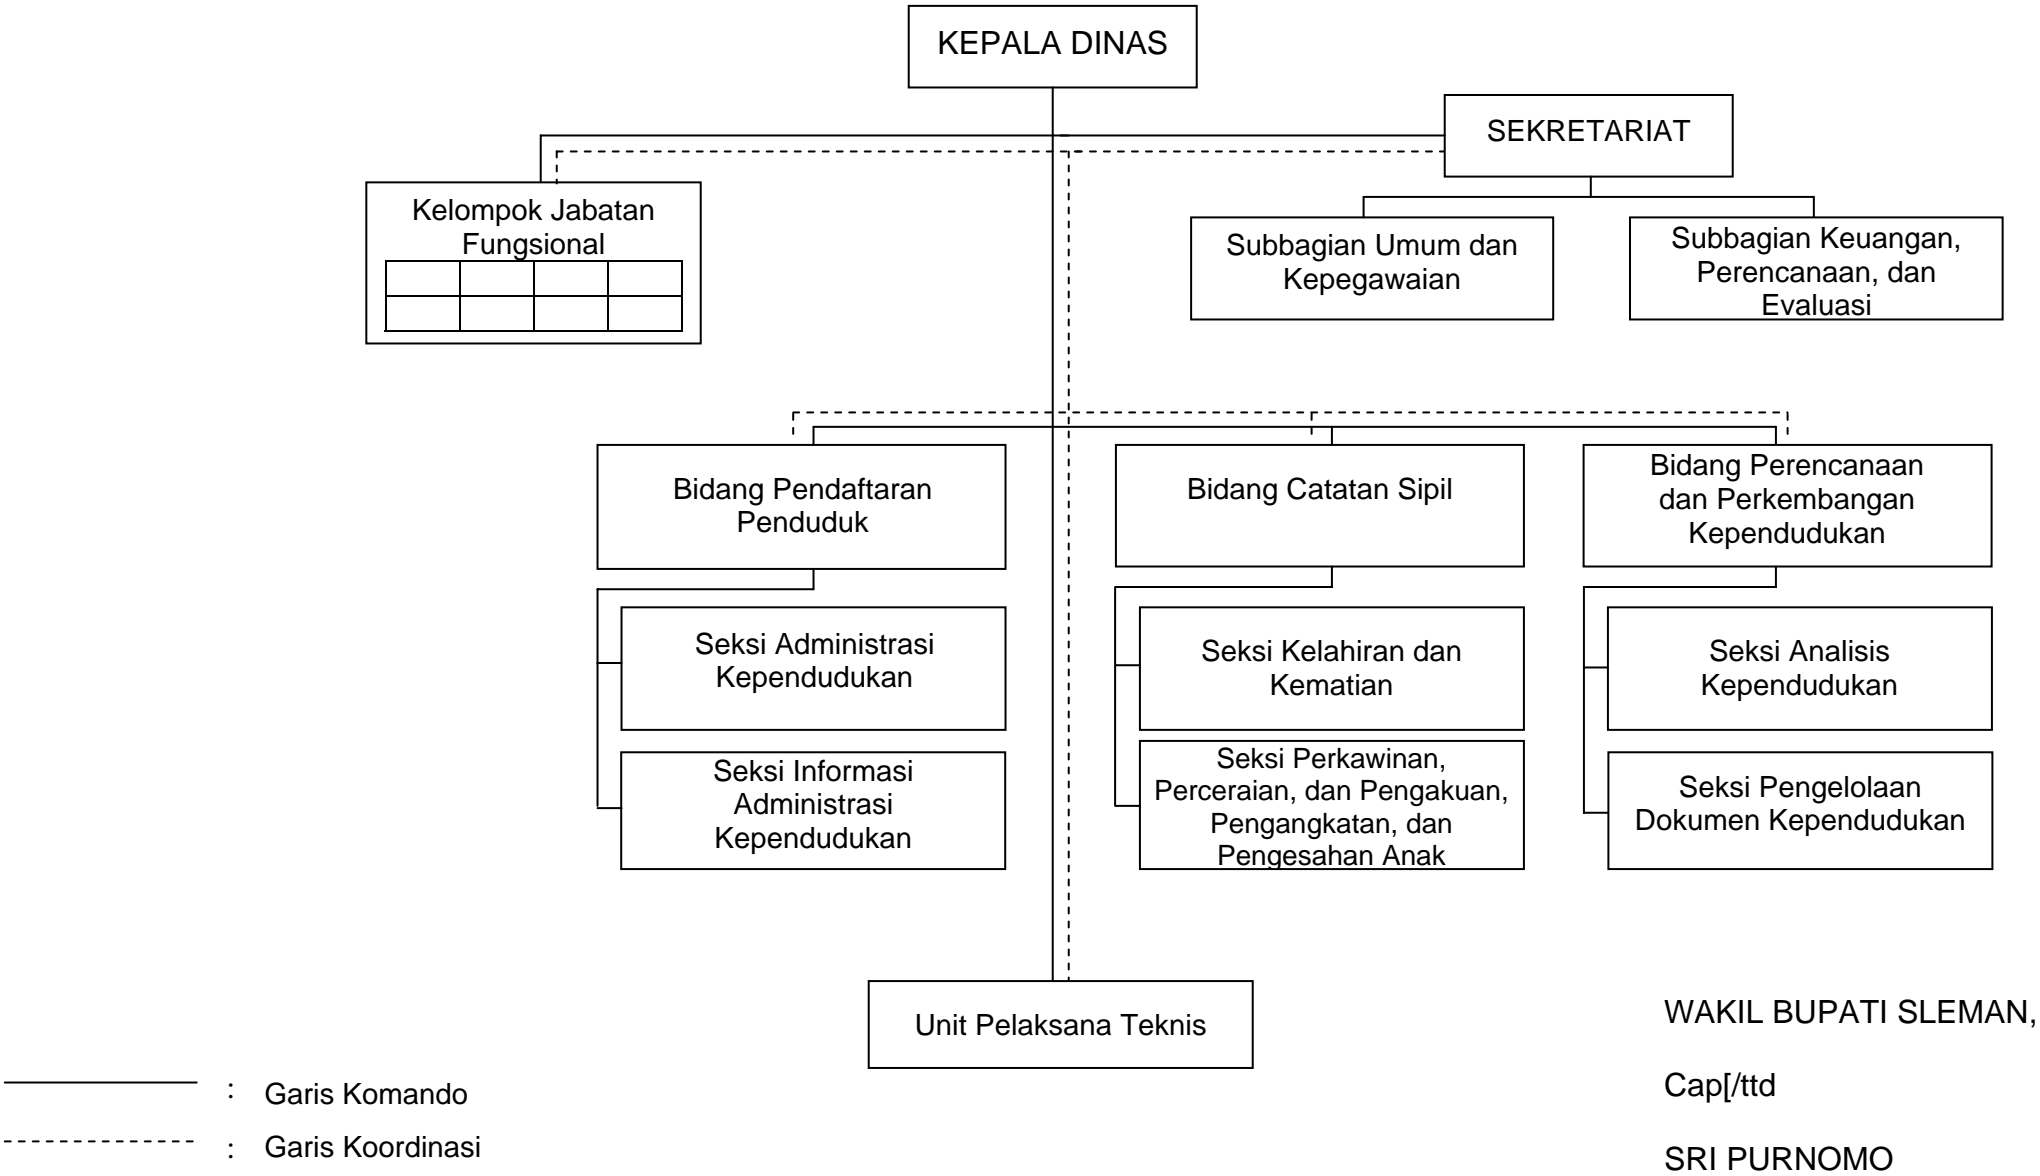 KEPALA DINAS
SEKRETARIAT
Kelompok Jabatan
Fungsional
Subbagian Umum dan
Kepegawaian
Subbagian Keuangan,
Perencanaan, dan
Evaluasi
Bidang Pendaftaran
Penduduk
Bidang Catatan Sipil
Bidang Perencanaan
dan Perkembangan
Kependudukan
Seksi Administrasi
Kependudukan
Seksi Kelahiran dan
Kematian
Seksi Analisis
Kependudukan
Seksi Informasi
Administrasi
Kependudukan
Seksi Perkawinan,
Perceraian, dan Pengakuan,
Pengangkatan, dan
Pengesahan Anak
Seksi Pengelolaan
Dokumen Kependudukan
Unit Pelaksana Teknis
: Garis Komando
: Garis Koordinasi
WAKIL BUPATI SLEMAN,
Cap[/ttd
SRI PURNOMO